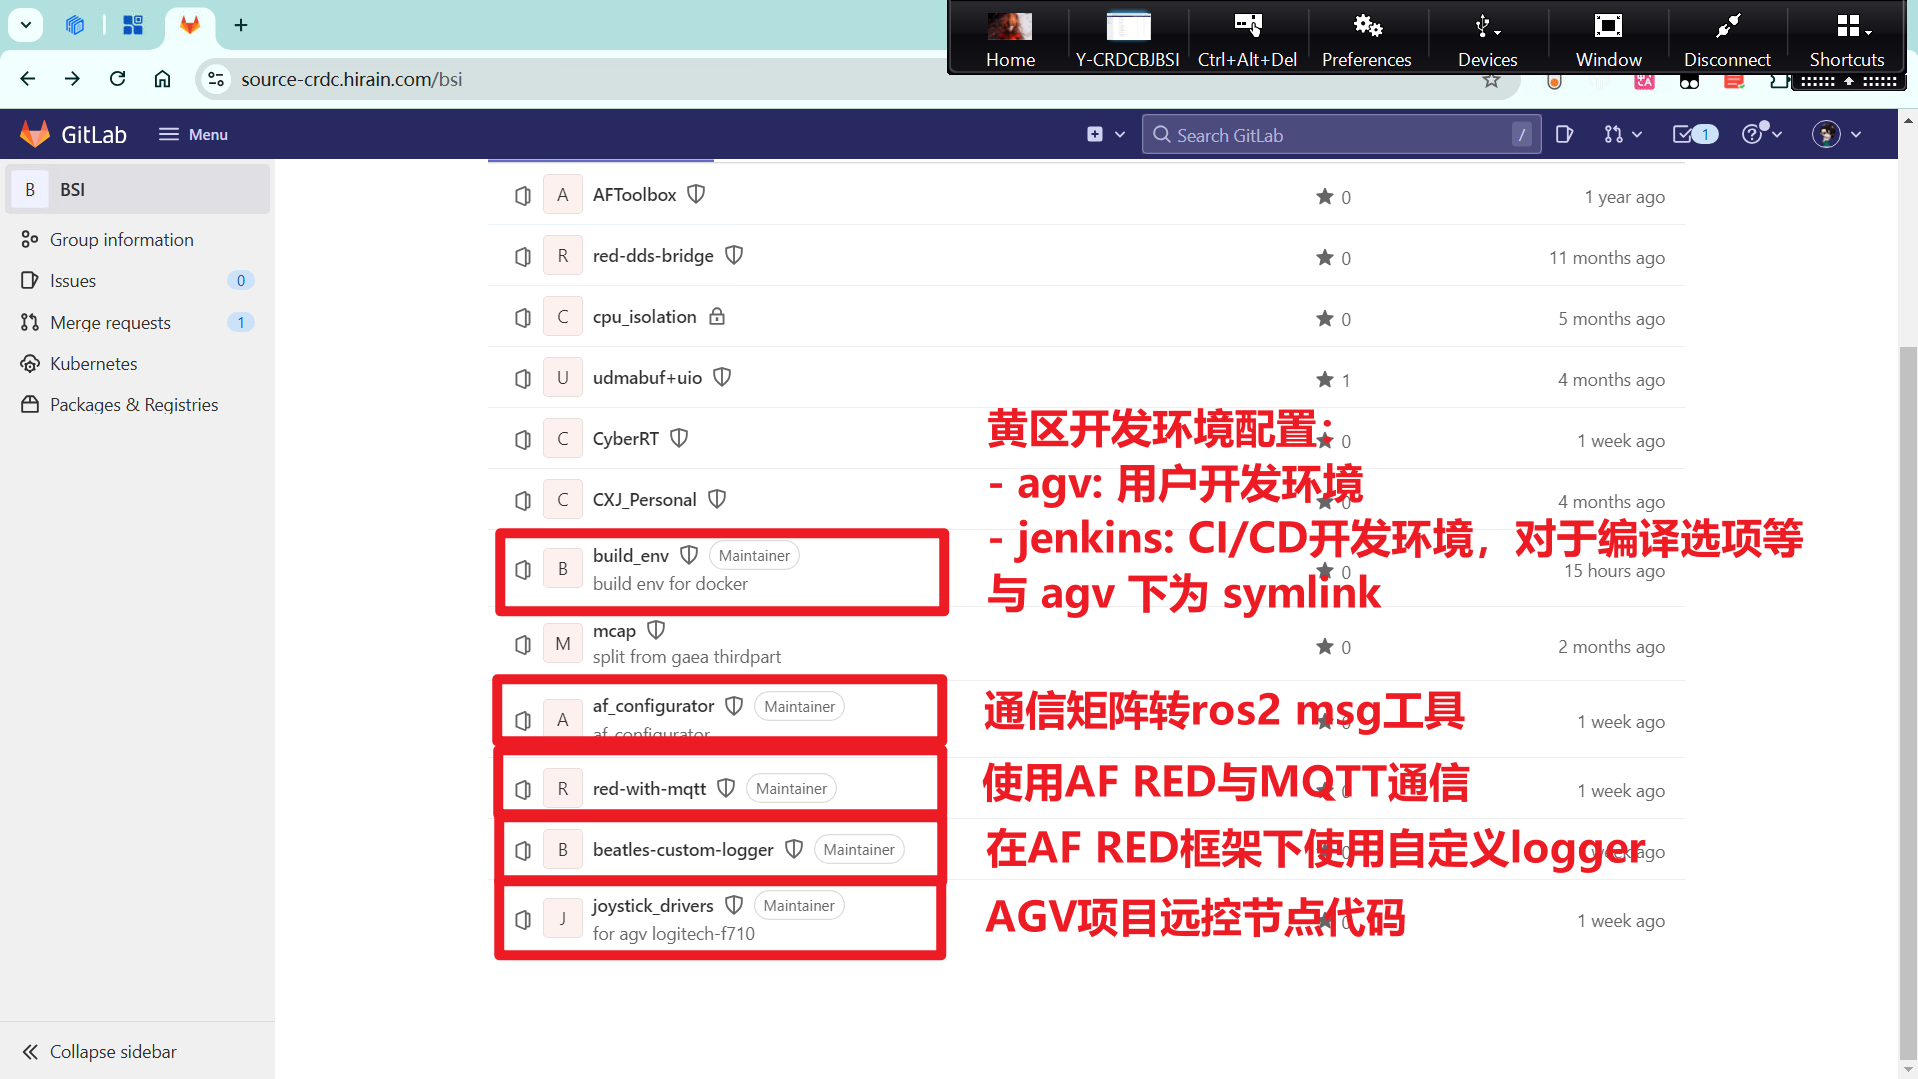 Home
Y-CRDCBJBSI
Ctrl+Alt+Del
Preferences
Devices
Window
Disconnect
Shortcuts
source-crdc.hirain.com/bsi
GitLab
Menu
Search GitLab
/
1
B
BSI
Group information
Issues
0
Merge requests
1
Kubernetes
Packages & Registries
Collapse sidebar
A AFToolbox 0 1 year ago
R red-dds-bridge 0 11 months ago
C cpu_isolation 0 5 months ago
U udmabuf+uio 1 4 months ago
C CyberRT 0 1 week ago
C CXJ_Personal 0 4 months ago
B build_env Maintainer 0 15 hours ago
build env for docker
M mcap 0 2 months ago
split from gaea thirdpart
A af_configurator Maintainer 0 1 week ago
af_configurator
R red-with-mqtt Maintainer 0 1 week ago
B beatles-custom-logger Maintainer 0 week ago
J joystick_drivers Maintainer 0 1 week ago
for agv logitech-f710
黄区开发环境配置：
- agv: 用户开发环境
- jenkins: CI/CD开发环境，对于编译选项等
与 agv 下为 symlink
通信矩阵转ros2 msg工具
使用AF RED与MQTT通信
在AF RED框架下使用自定义logger
AGV项目远控节点代码